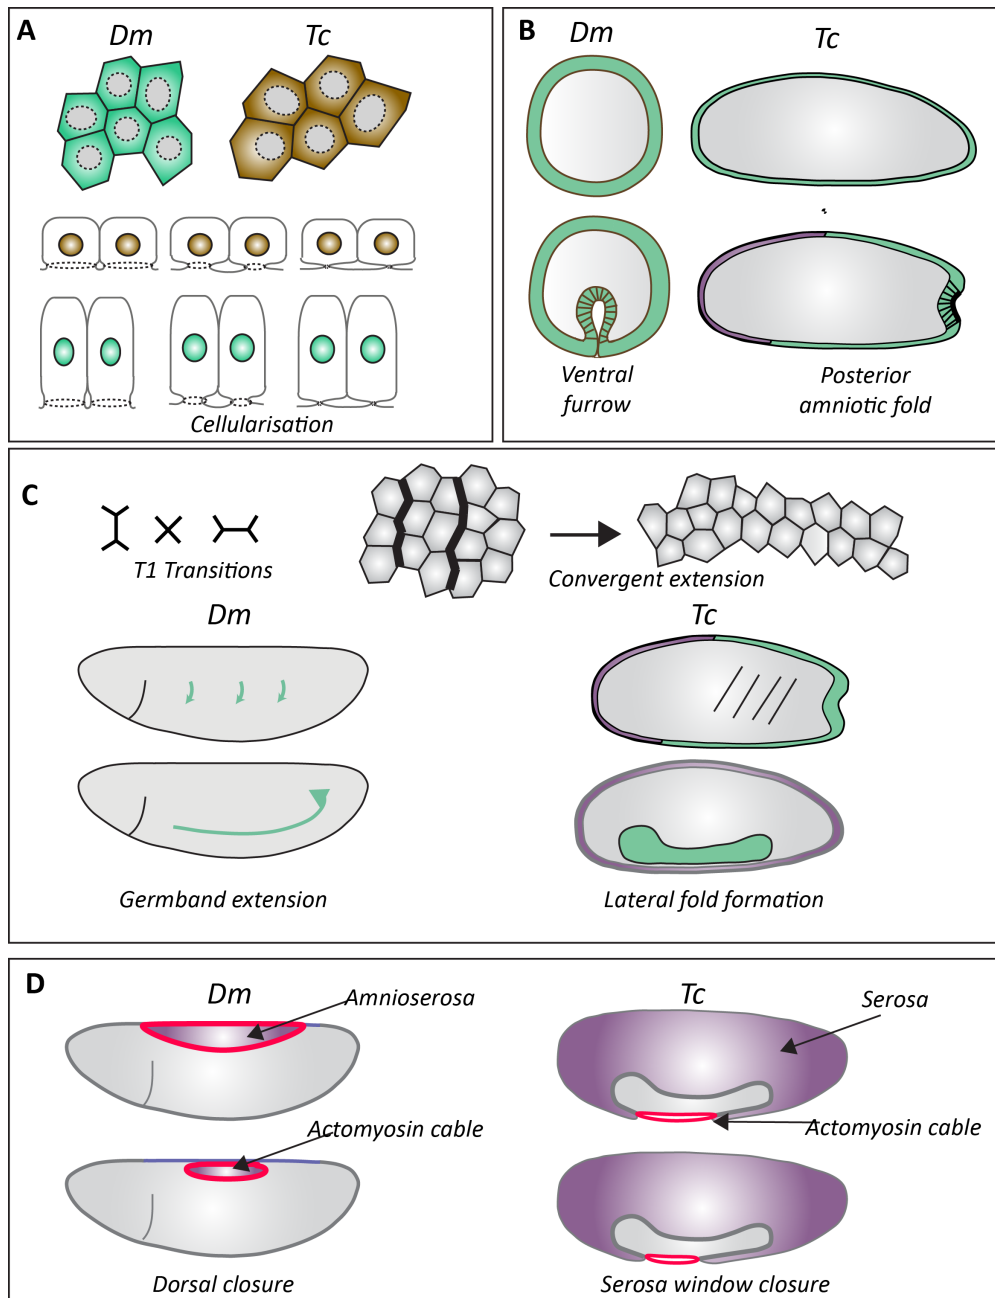 A
Dm
Tc
Cellularisation
B
Dm
Tc
Ventral
furrow
Posterior
amniotic fold
C
T1 Transitions
Convergent extension
Dm
Tc
Germband extension
Lateral fold formation
D
Dm
Amnioserosa
Actomyosin cable
Dorsal closure
Tc
Serosa
Actomyosin cable
Serosa window closure